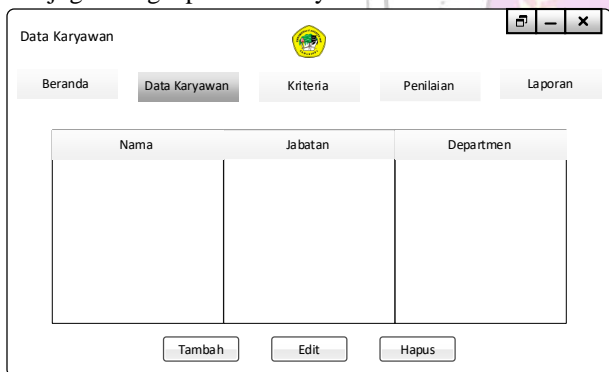 Data Karyawan
Beranda Data Karyawan Kriteria Penilaian Laporan
Nama Jabatan Departmen
Tambah Edit Hapus